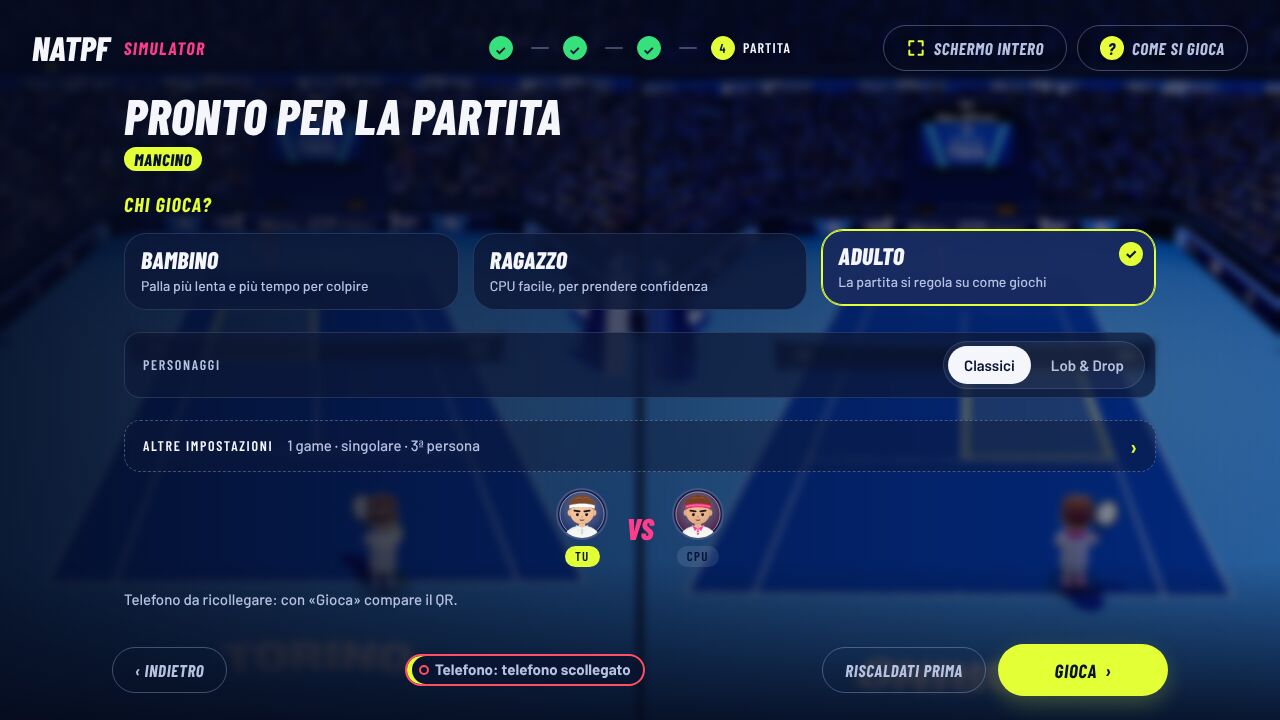 NATPF SIMULATOR
4 PARTITA
SCHERMO INTERO
? COME SI GIOCA
PRONTO PER LA PARTITA
MANCINO
CHI GIOCA?
BAMBINO
Palla più lenta e più tempo per colpire
RAGAZZO
CPU facile, per prendere confidenza
ADULTO
La partita si regola su come giochi
PERSONAGGI
Classici
Lob & Drop
ALTRE IMPOSTAZIONI 1 game · singolare · 3ª persona ›
VS
TU
CPU
Telefono da ricollegare: con «Gioca» compare il QR.
‹ INDIETRO
Telefono: telefono scollegato
RISCALDATI PRIMA
GIOCA ›
TORINO